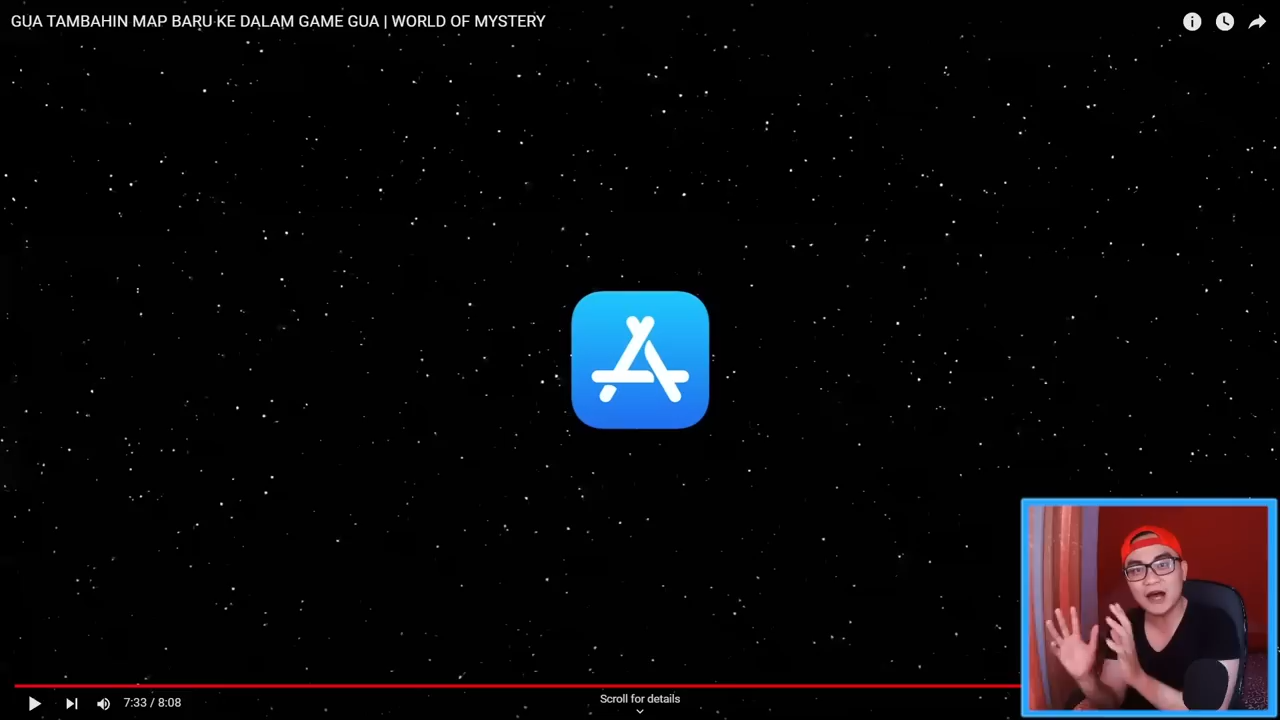 GUA TAMBAHIN MAP BARU KE DALAM GAME GUA | WORLD OF MYSTERY
7:33 / 8:08
Scroll for details